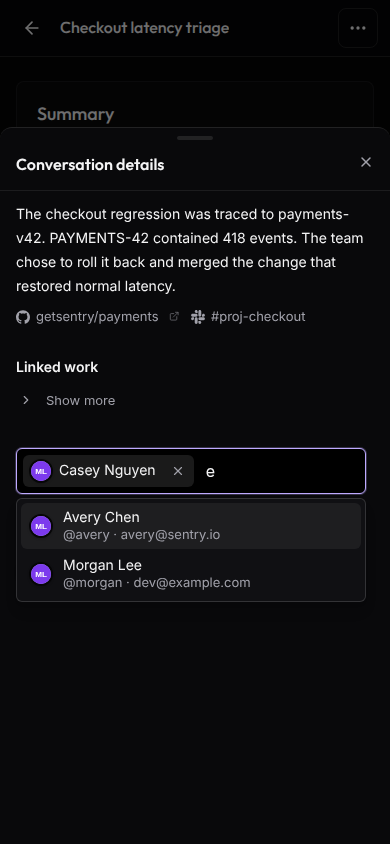 Checkout latency triage
Summary
Conversation details
The checkout regression was traced to payments-
v42. PAYMENTS-42 contained 418 events. The team
chose to roll it back and merged the change that
restored normal latency.
getsentry/payments #proj-checkout
Linked work
Show more
ML Casey Nguyen e
ML Avery Chen
@avery · avery@sentry.io
ML Morgan Lee
@morgan · dev@example.com